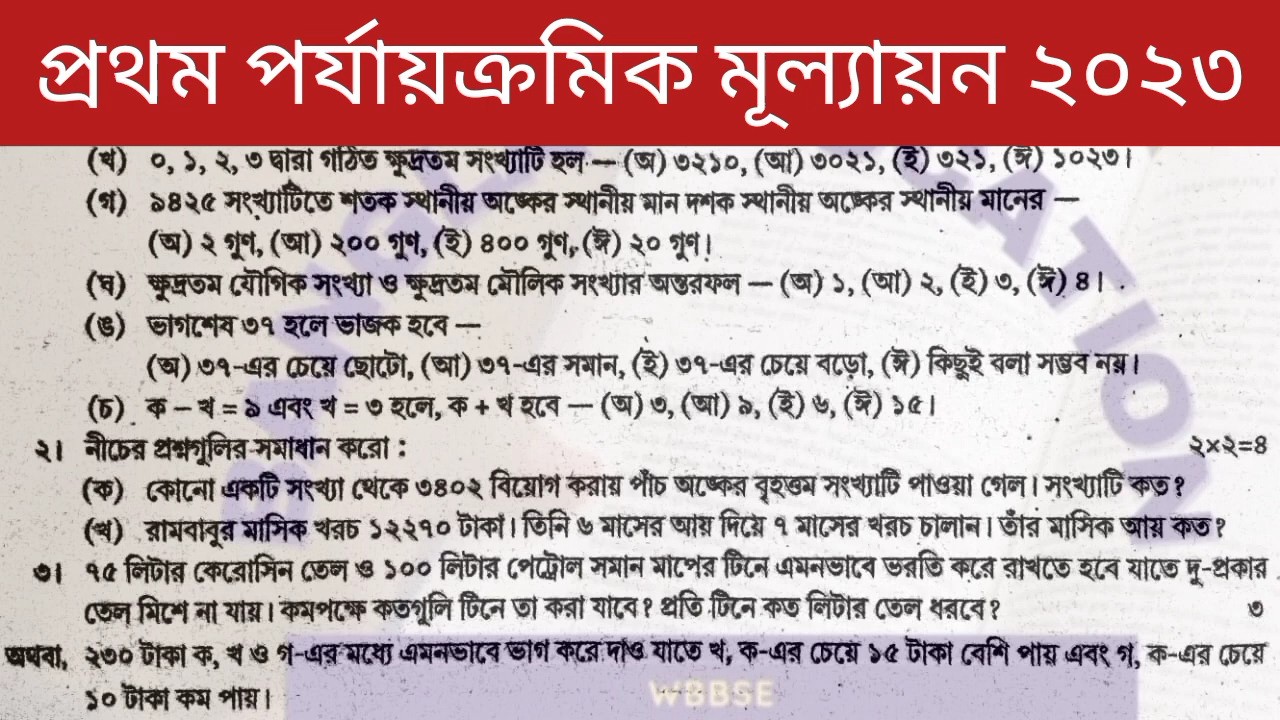 প্রথম পর্যায়ক্রমিক মূল্যায়ন ২০২৩
(খ) ০, ১, ২, ৩ দ্বারা গঠিত ক্ষুদ্রতম সংখ্যাটি হল — (অ) ৩২১০, (আ) ৩০২১, (ই) ৩২১, (ঈ) ১০২৩।
(গ) ৯৪২৫ সংখ্যাটিতে শতক স্থানীয় অঙ্কের স্থানীয় মান দশক স্থানীয় অঙ্কের স্থানীয় মানের —
(অ) ২ গুণ, (আ) ২০০ গুণ, (ই) ৪০০ গুণ, (ঈ) ২০ গুণ।
(ঘ) ক্ষুদ্রতম যৌগিক সংখ্যা ও ক্ষুদ্রতম মৌলিক সংখ্যার অন্তরফল — (অ) ১, (আ) ২, (ই) ৩, (ঈ) ৪।
(ঙ) ভাগশেষ ৩৭ হলে ভাজক হবে —
(অ) ৩৭-এর চেয়ে ছোটো, (আ) ৩৭-এর সমান, (ই) ৩৭-এর চেয়ে বড়ো, (ঈ) কিছুই বলা সম্ভব নয়।
(চ) ক – খ = ৯ এবং খ = ৩ হলে, ক + খ হবে — (অ) ৩, (আ) ৯, (ই) ৬, (ঈ) ১৫।
২। নীচের প্রশ্নগুলির সমাধান করো : ২×২=৪
(ক) কোনো একটি সংখ্যা থেকে ৩৪০২ বিয়োগ করায় পাঁচ অঙ্কের বৃহত্তম সংখ্যাটি পাওয়া গেল। সংখ্যাটি কত?
(খ) রামবাবুর মাসিক খরচ ১২২৭০ টাকা। তিনি ৬ মাসের আয় দিয়ে ৭ মাসের খরচ চালান। তাঁর মাসিক আয় কত?
৩। ৭৫ লিটার কেরোসিন তেল ও ১০০ লিটার পেট্রোল সমান মাপের টিনে এমনভাবে ভরতি করে রাখতে হবে যাতে দু-প্রকার
তেল মিশে না যায়। কমপক্ষে কতগুলি টিনে তা করা যাবে? প্রতি টিনে কত লিটার তেল ধরবে? ৩
অথবা, ২৩০ টাকা ক, খ ও গ-এর মধ্যে এমনভাবে ভাগ করে দাও যাতে খ, ক-এর চেয়ে ১৫ টাকা বেশি পায় এবং গ, ক-এর চেয়ে
১০ টাকা কম পায়।
WBBSE